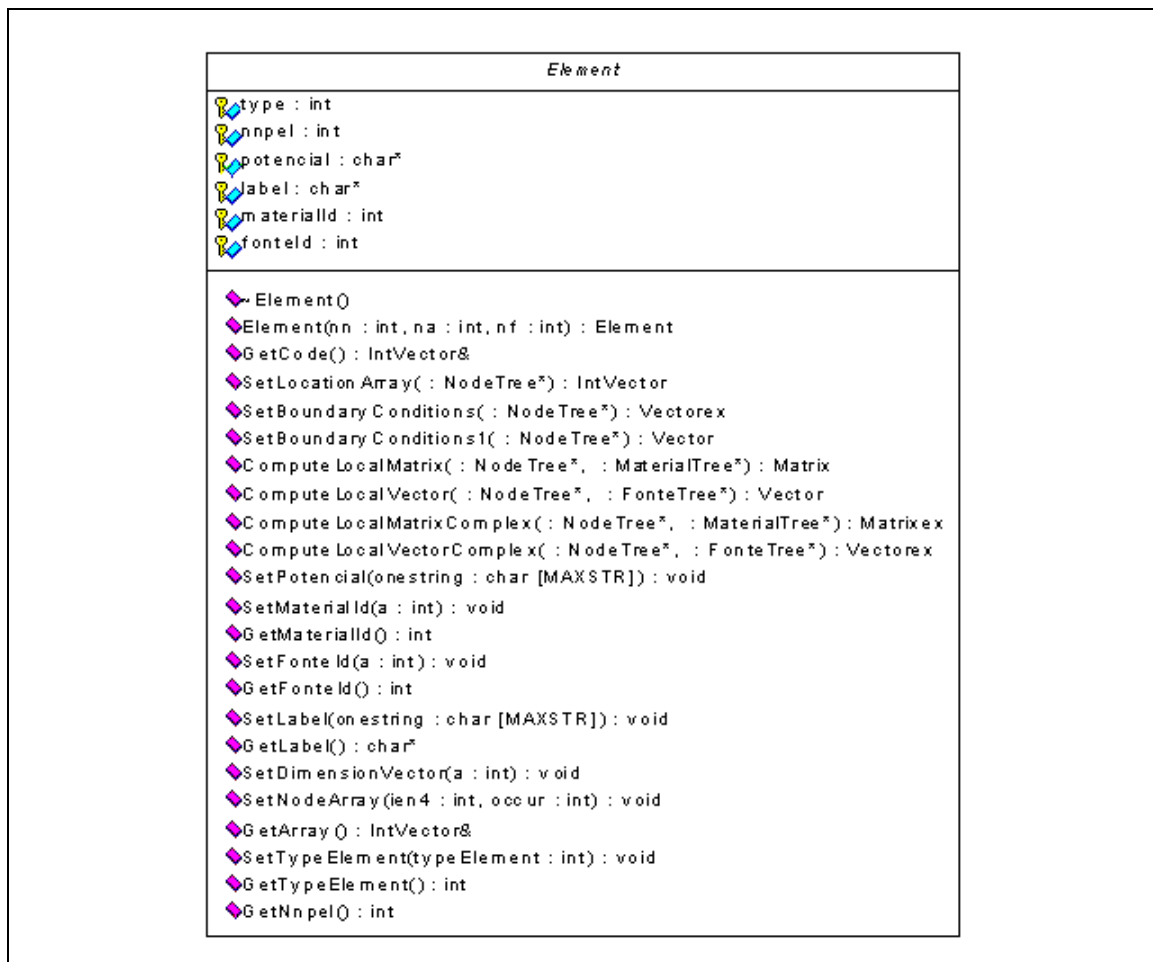 Element
type : int
nnpel : int
potencial : char*
label : char*
materialId : int
fonteId : int
~Element()
Element(nn : int, na : int, nf : int) : Element
GetCode() : IntVector&
SetLocationArray( : NodeTree*) : IntVector
SetBoundaryConditions( : NodeTree*) : Vectorex
SetBoundaryConditions1( : NodeTree*) : Vector
ComputeLocalMatrix( : NodeTree*, : MaterialTree*) : Matrix
ComputeLocalVector( : NodeTree*, : FonteTree*) : Vector
ComputeLocalMatrixComplex( : NodeTree*, : MaterialTree*) : Matrixex
ComputeLocalVectorComplex( : NodeTree*, : FonteTree*) : Vectorex
SetPotencial(onestring : char [MAXSTR]) : void
SetMaterialId(a : int) : void
GetMaterialId() : int
SetFonteId(a : int) : void
GetFonteId() : int
SetLabel(onestring : char [MAXSTR]) : void
GetLabel() : char*
SetDimensionVector(a : int) : void
SetNodeArray(ien4 : int, occur : int) : void
GetArray() : IntVector&
SetTypeElement(typeElement : int) : void
GetTypeElement() : int
GetNnpel() : int